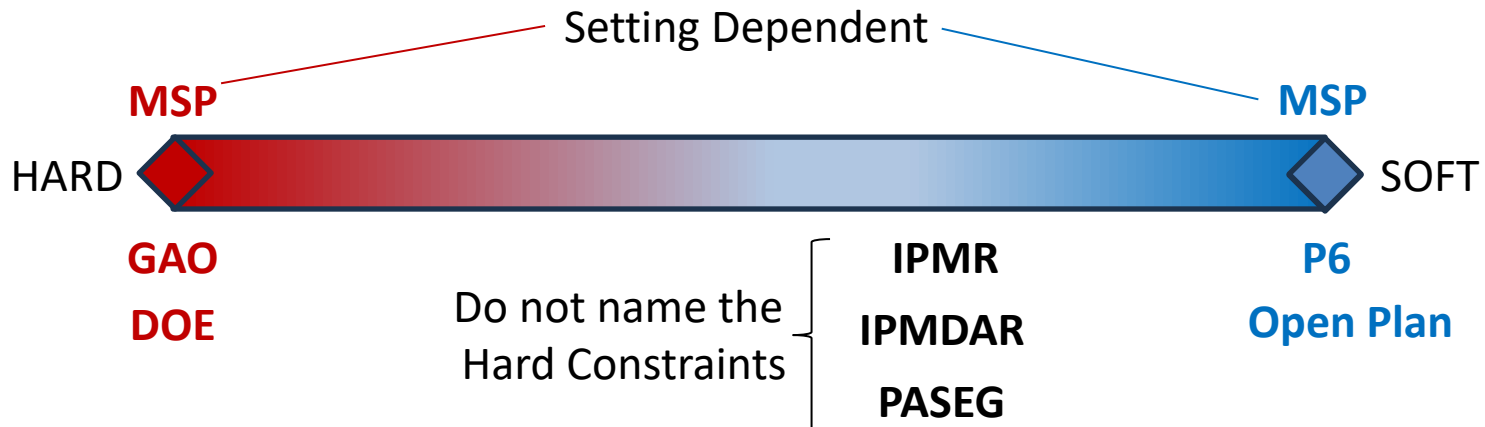 Setting Dependent
MSP
MSP
HARD
SOFT
GAO
DOE
Do not name the
Hard Constraints
IPMR
IPMDAR
PASEG
P6
Open Plan